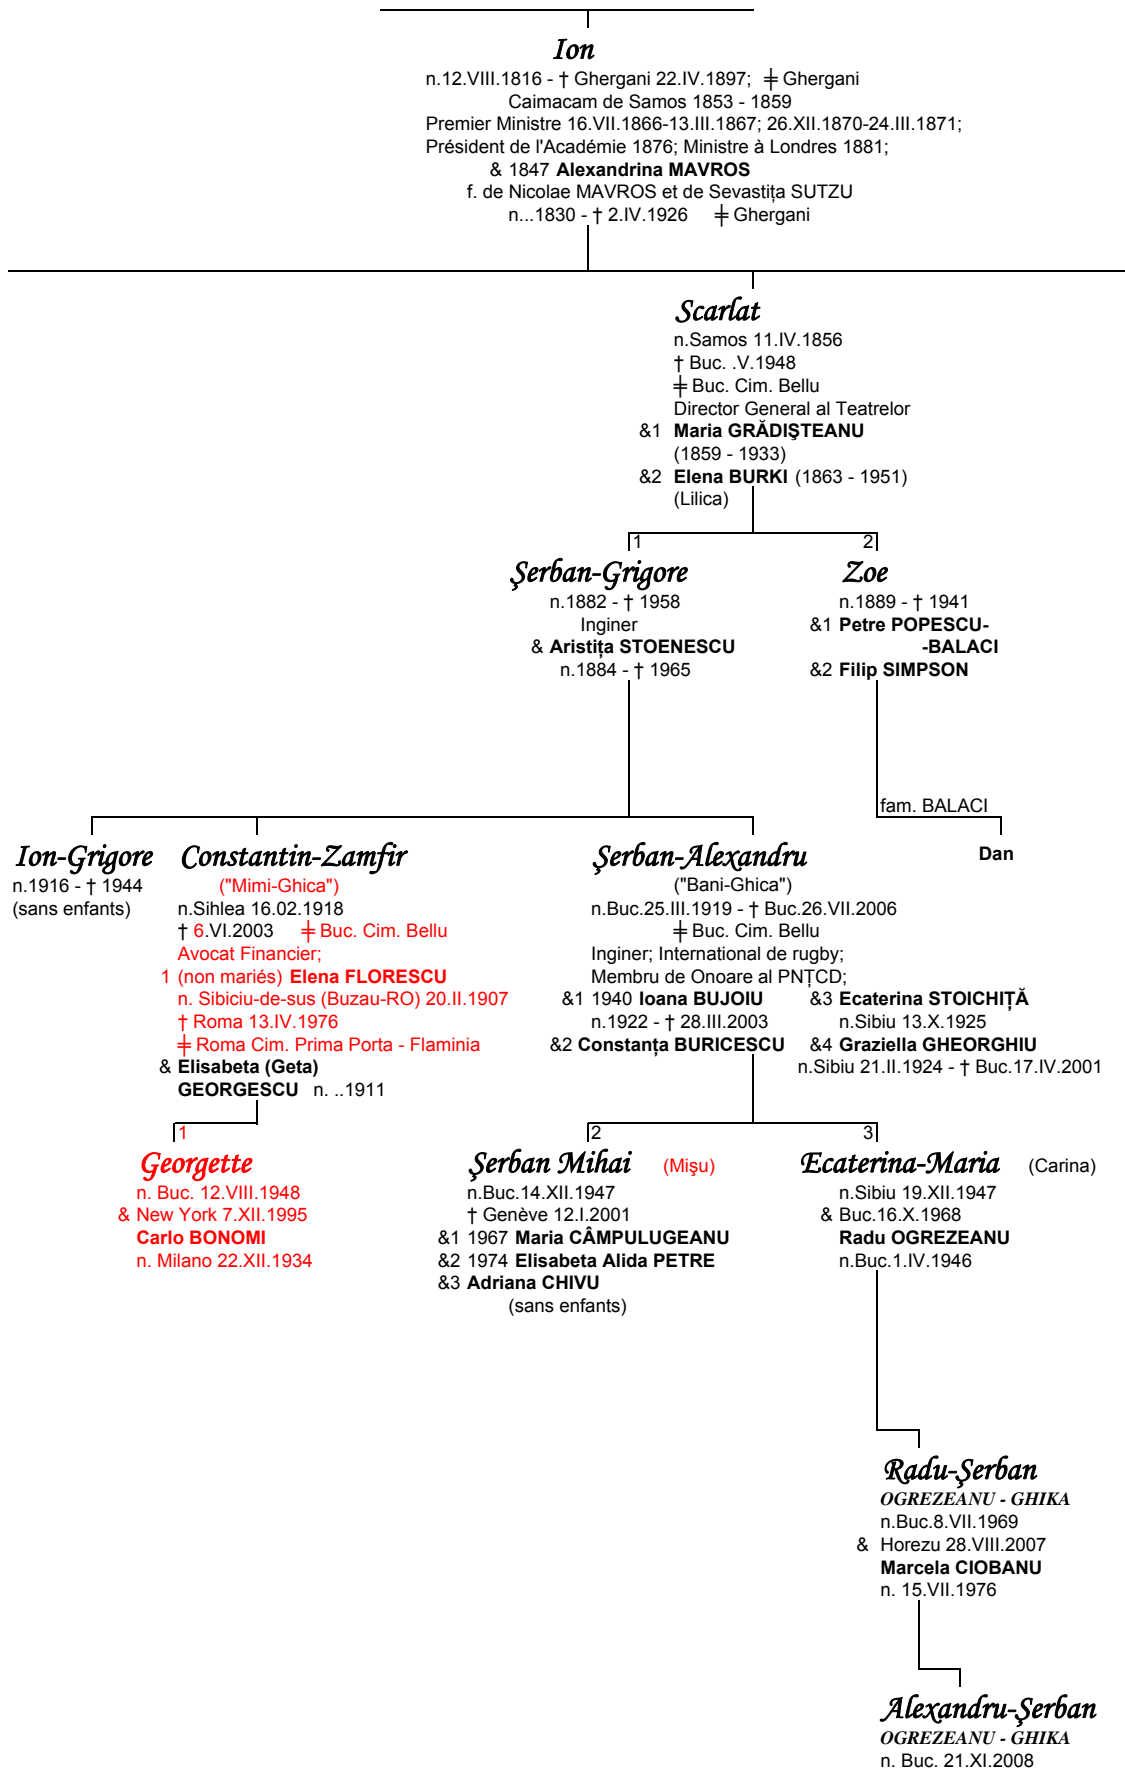 Ion
n.12.VIII.1816 - † Ghergani 22.IV.1897; ╪ Ghergani
Caimacam de Samos 1853 - 1859
Premier Ministre 16.VII.1866-13.III.1867; 26.XII.1870-24.III.1871;
Président de l'Académie 1876; Ministre à Londres 1881;
& 1847 Alexandrina MAVROS
f. de Nicolae MAVROS et de Sevastiţa SUTZU
n...1830 - † 2.IV.1926 ╪ Ghergani
Scarlat
n.Samos 11.IV.1856
† Buc. .V.1948
╪ Buc. Cim. Bellu
Director General al Teatrelor
&1 Maria GRĂDIŞTEANU
(1859 - 1933)
&2 Elena BURKI (1863 - 1951)
(Lilica)
1
Şerban-Grigore
n.1882 - † 1958
Inginer
& Aristiţa STOENESCU
n.1884 - † 1965
2
Zoe
n.1889 - † 1941
&1 Petre POPESCU-
-BALACI
&2 Filip SIMPSON
fam. BALACI
Dan
Ion-Grigore
n.1916 - † 1944
(sans enfants)
Constantin-Zamfir
("Mimi-Ghica")
n.Sihlea 16.02.1918
† 6.VI.2003 ╪ Buc. Cim. Bellu
Avocat Financier;
1 (non mariés) Elena FLORESCU
n. Sibiciu-de-sus (Buzau-RO) 20.II.1907
† Roma 13.IV.1976
╪ Roma Cim. Prima Porta - Flaminia
& Elisabeta (Geta)
GEORGESCU n. ..1911
Şerban-Alexandru
("Bani-Ghica")
n.Buc.25.III.1919 - † Buc.26.VII.2006
╪ Buc. Cim. Bellu
Inginer; International de rugby;
Membru de Onoare al PNŢCD;
&1 1940 Ioana BUJOIU
n.1922 - † 28.III.2003
&2 Constanţa BURICESCU
&3 Ecaterina STOICHIŢĂ
n.Sibiu 13.X.1925
&4 Graziella GHEORGHIU
n.Sibiu 21.II.1924 - † Buc.17.IV.2001
1
Georgette
n. Buc. 12.VIII.1948
& New York 7.XII.1995
Carlo BONOMI
n. Milano 22.XII.1934
2
Şerban Mihai (Mişu)
n.Buc.14.XII.1947
† Genève 12.I.2001
&1 1967 Maria CÂMPULUGEANU
&2 1974 Elisabeta Alida PETRE
&3 Adriana CHIVU
(sans enfants)
3
Ecaterina-Maria (Carina)
n.Sibiu 19.XII.1947
& Buc.16.X.1968
Radu OGREZEANU
n.Buc.1.IV.1946
Radu-Şerban
OGREZEANU - GHIKA
n.Buc.8.VII.1969
& Horezu 28.VIII.2007
Marcela CIOBANU
n. 15.VII.1976
Alexandru-Şerban
OGREZEANU - GHIKA
n. Buc. 21.XI.2008